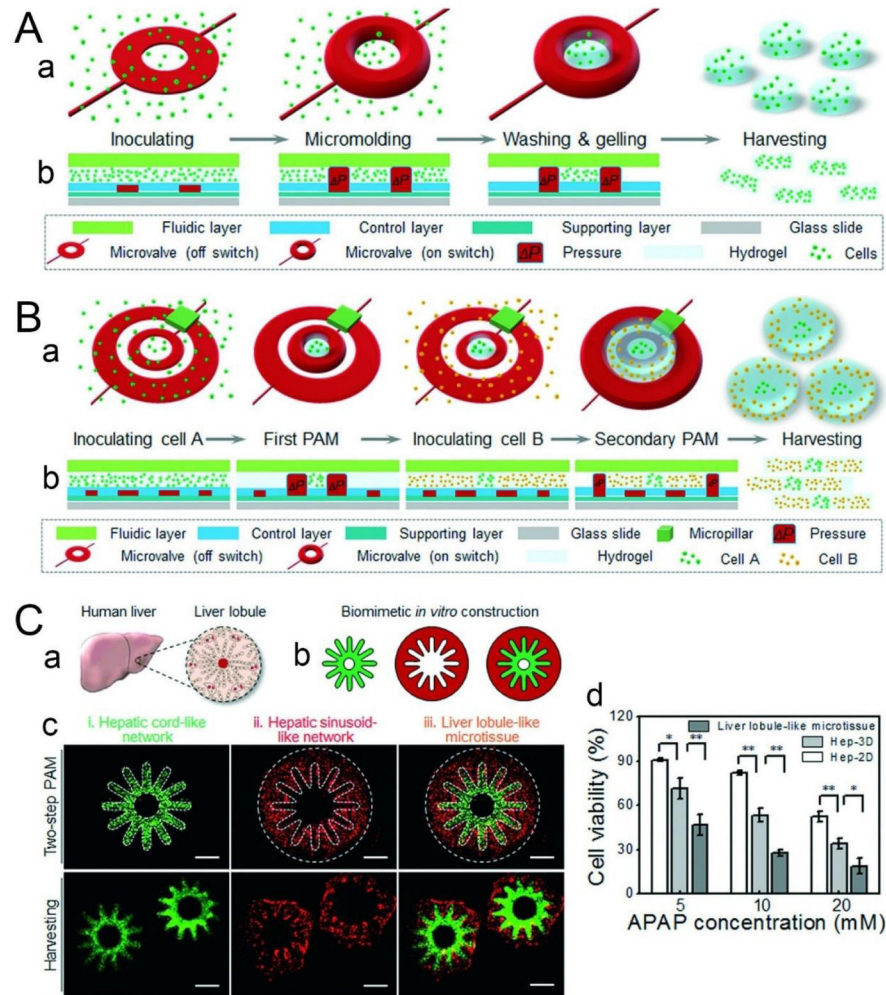 A
a
Inoculating
Micromolding
Washing & gelling
Harvesting
b
ΔP
ΔP
ΔP
ΔP
Fluidic layer
Control layer
Supporting layer
Glass slide
Microvalve (off switch)
Microvalve (on switch)
ΔP
Pressure
Hydrogel
Cells
B
a
Inoculating cell A
First PAM
Inoculating cell B
Secondary PAM
Harvesting
b
ΔP
ΔP
ΔP
ΔP
Fluidic layer
Control layer
Supporting layer
Glass slide
Micropillar
ΔP
Pressure
Microvalve (off switch)
Microvalve (on switch)
Hydrogel
Cell A
Cell B
C
Human liver
Liver lobule
Biomimetic in vitro construction
a
b
c
i. Hepatic cord-like network
ii. Hepatic sinusoid-like network
iii. Liver lobule-like microtissue
Two-step PAM
Harvesting
d
Cell viability (%)
120
90
60
30
0
Liver lobule-like microtissue
Hep-3D
Hep-2D
*
**
**
**
**
*
5
10
20
APAP concentration (mM)